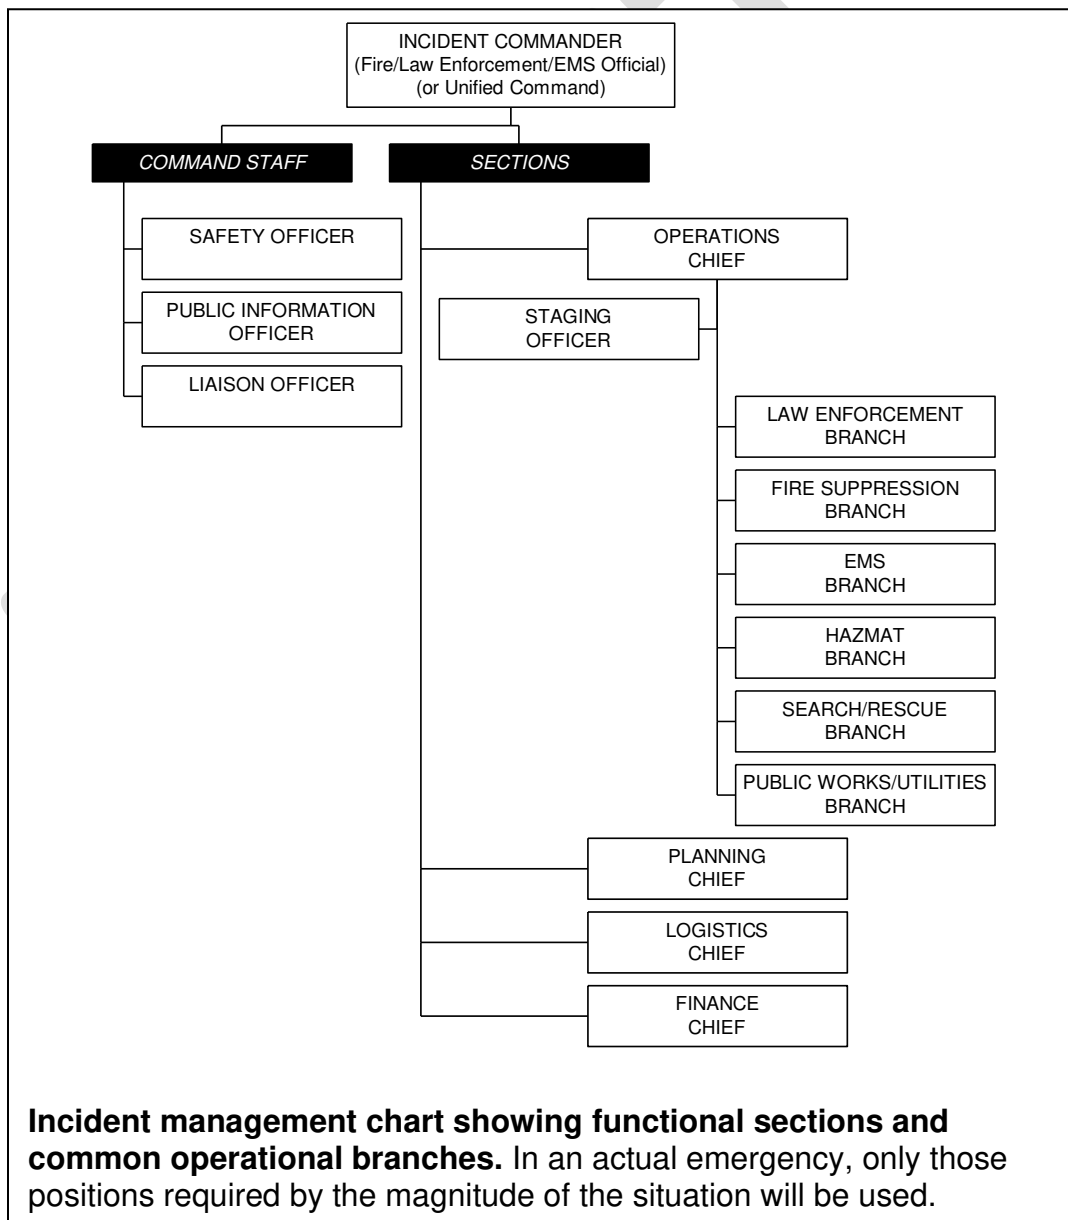 INCIDENT COMMANDER
(Fire/Law Enforcement/EMS Official)
(or Unified Command)
COMMAND STAFF
SECTIONS
SAFETY OFFICER
PUBLIC INFORMATION
OFFICER
LIAISON OFFICER
OPERATIONS
CHIEF
STAGING
OFFICER
LAW ENFORCEMENT
BRANCH
FIRE SUPPRESSION
BRANCH
EMS
BRANCH
HAZMAT
BRANCH
SEARCH/RESCUE
BRANCH
PUBLIC WORKS/UTILITIES
BRANCH
PLANNING
CHIEF
LOGISTICS
CHIEF
FINANCE
CHIEF
Incident management chart showing functional sections and
common operational branches. In an actual emergency, only those
positions required by the magnitude of the situation will be used.